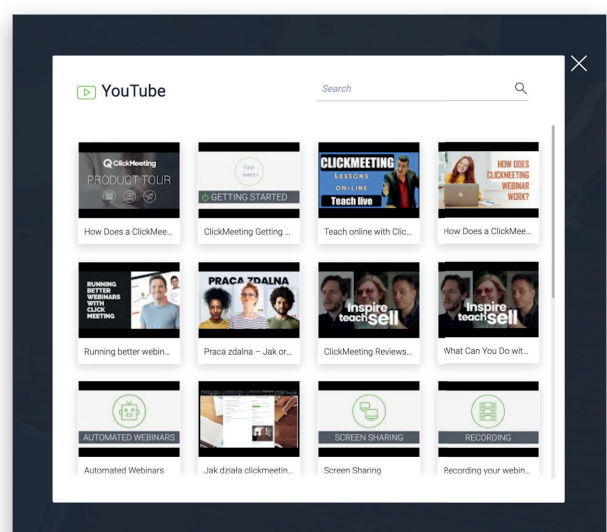 YouTube
Search
ClickMeeting
PRODUCT TOUR
How Does a ClickMee...
First
event+
GETTING STARTED
ClickMeeting Getting ...
CLICKMEETING
LESSONS
ON-LINE
Teach live
Teach online with Clic...
HOW DOES
CLICKMEETING
WEBINAR
WORK?
How Does a ClickMee...
RUNNING
BETTER
WEBINARS
WITH
CLICK
MEETING
Running better webin...
PRACA ZDALNA
Praca zdalna – Jak or...
Inspire
teach sell
ClickMeeting Reviews...
Inspire
teach sell
What Can You Do wit...
AUTOMATED WEBINARS
Automated Webinars
Jak działa clickmeetin...
SCREEN SHARING
Screen Sharing
RECORDING
Recording your webin...